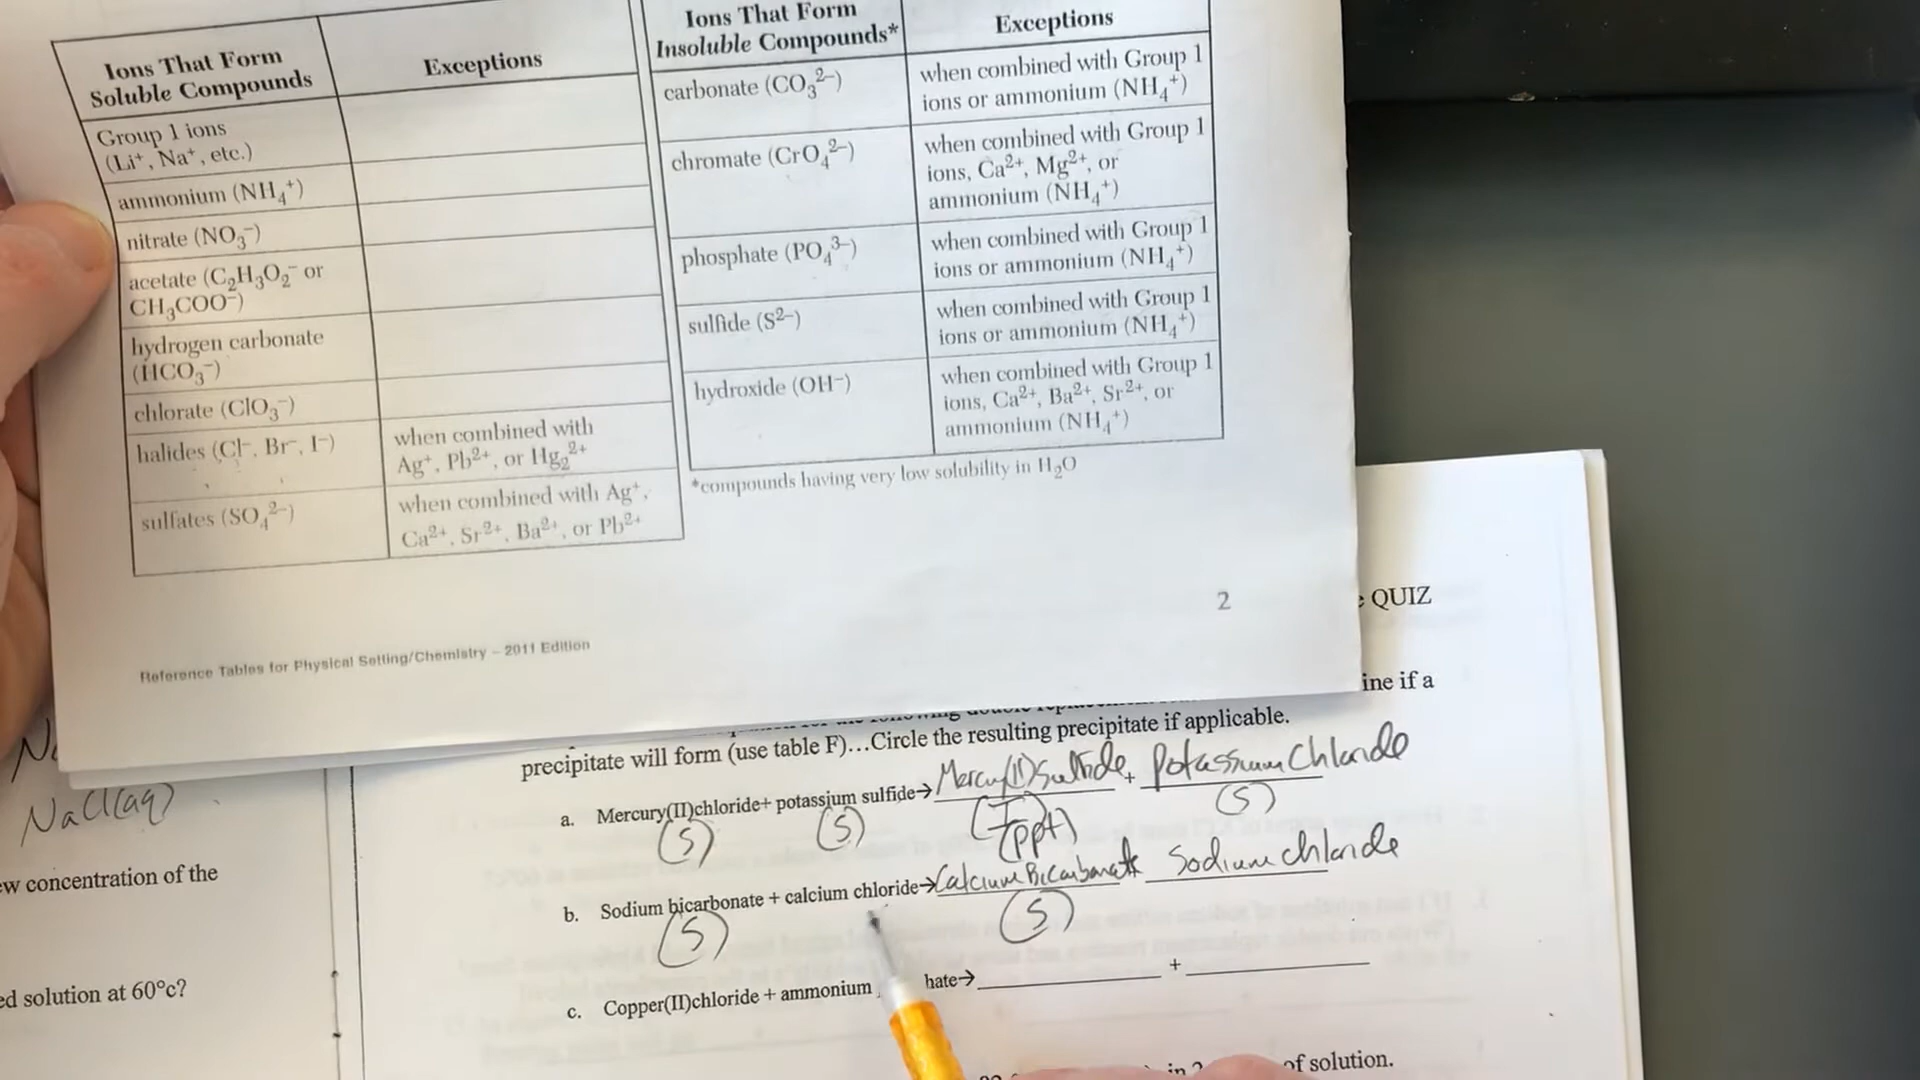 Ions That Form
Soluble Compounds
Exceptions
Group 1 ions
(Li⁺, Na⁺, etc.)
ammonium (NH₄⁺)
nitrate (NO₃⁻)
acetate (C₂H₃O₂⁻ or
CH₃COO⁻)
hydrogen carbonate
(HCO₃⁻)
chlorate (ClO₃⁻)
halides (Cl⁻, Br⁻, I⁻)
when combined with
Ag⁺, Pb²⁺, or Hg₂²⁺
sulfates (SO₄²⁻)
when combined with Ag⁺,
Ca²⁺, Sr²⁺, Ba²⁺, or Pb²⁺
Ions That Form
Insoluble Compounds*
Exceptions
carbonate (CO₃²⁻)
when combined with Group 1
ions or ammonium (NH₄⁺)
chromate (CrO₄²⁻)
when combined with Group 1
ions, Ca²⁺, Mg²⁺, or
ammonium (NH₄⁺)
phosphate (PO₄³⁻)
when combined with Group 1
ions or ammonium (NH₄⁺)
sulfide (S²⁻)
when combined with Group 1
ions or ammonium (NH₄⁺)
hydroxide (OH⁻)
when combined with Group 1
ions, Ca²⁺, Ba²⁺, Sr²⁺, or
ammonium (NH₄⁺)
*compounds having very low solubility in H₂O
2
Reference Tables for Physical Setting/Chemistry – 2011 Edition
QUIZ
ine if a
precipitate will form (use table F)…Circle the resulting precipitate if applicable.
a. Mercury(II)chloride+ potassium sulfide→ Mercury(II) Sulfide + Potassium Chloride
(S) (S) (I ppt) (S)
b. Sodium bicarbonate + calcium chloride→ Calcium Bicarbonate + Sodium chloride
(S) (S)
c. Copper(II)chloride + ammonium hate→ +
of solution.
NaCl(aq)
ew concentration of the
ed solution at 60°c?